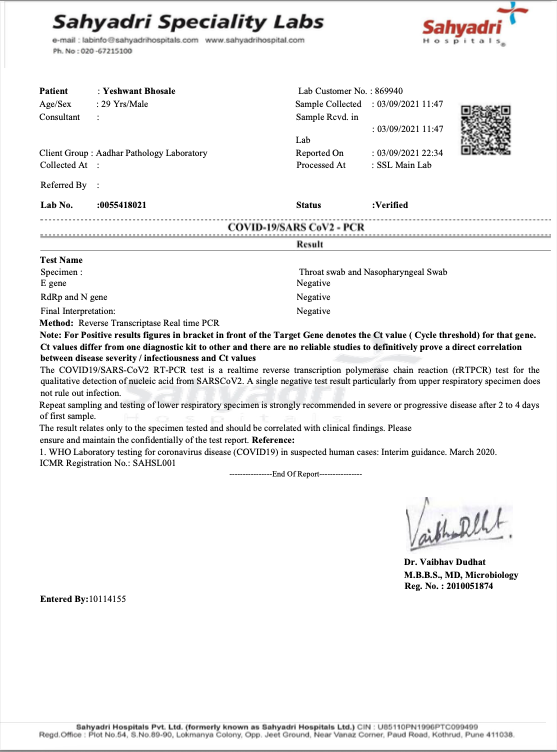 Sahyadri Speciality Labs
e-mail : labinfo@sahyadrihospitals.com www.sahyadrihospital.com
Ph. No : 020 -67215100
Sahyadri
Hospitals®
Patient : Yeshwant Bhosale
Lab Customer No. : 869940
Age/Sex : 29 Yrs/Male
Sample Collected : 03/09/2021 11:47
Consultant :
Sample Rcvd. in
Lab : 03/09/2021 11:47
Client Group : Aadhar Pathology Laboratory
Reported On : 03/09/2021 22:34
Collected At :
Processed At : SSL Main Lab
Referred By :
Lab No. :0055418021
Status :Verified
COVID-19/SARS CoV2 - PCR
Result
Test Name
Specimen : Throat swab and Nasopharyngeal Swab
E gene Negative
RdRp and N gene Negative
Final Interpretation: Negative
Method: Reverse Transcriptase Real time PCR
Note: For Positive results figures in bracket in front of the Target Gene denotes the Ct value ( Cycle threshold) for that gene.
Ct values differ from one diagnostic kit to other and there are no reliable studies to definitively prove a direct correlation
between disease severity / infectiousness and Ct values
The COVID19/SARS-CoV2 RT-PCR test is a realtime reverse transcription polymerse chain reaction (rRTPCR) test for the
qualitative detection of nucleic acid from SARSCoV2. A single negative test result particularly from upper respiratory specimen does
not rule oui infection.
Repeat sampling and testing of lower respiratory specimen is strongly recommended in severe or progressive disease after 2 to 4 days
of first sample.
The result relates only to the specimen tested and should be correlated with clinical findings. Please
ensure and maintain the confidentially of the test report. Reference:
1. WHO Laboratory testing for coronavirus disease (COVID19) in suspected human cases: Interim guidance. March 2020.
ICMR Registration No.: SAHSL001
----------------End Of Report----------------
Dr. Vaibhav Dudhat
M.B.B.S., MD, Microbiology
Reg. No. : 2010051874
Entered By:10114155
Sahyadri Hospitals Pvt. Ltd. (formerly known as Sahyadri Hospitals Ltd.) CIN : U85110PN1996PTC099499
Regd.Office : Plot No.54, S.No.89-90, Lokmanya Colony, Opp. Jeet Ground, Near Vanaz Corner, Paud Road, Kothrud, Pune 411038.